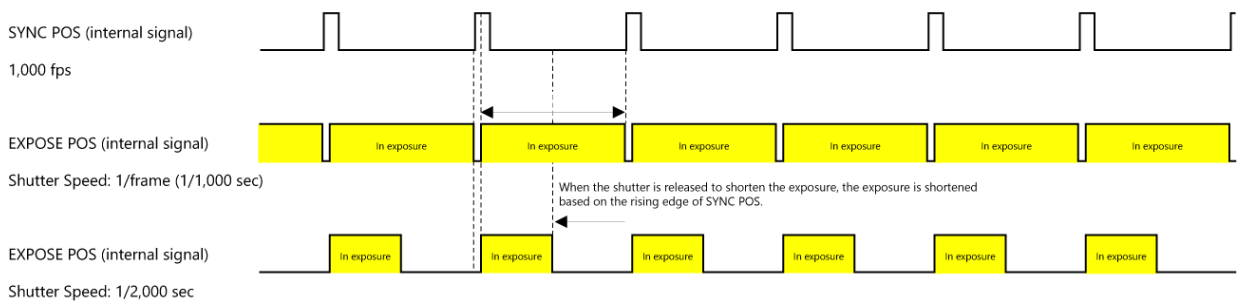 SYNC POS (internal signal)
1,000 fps
EXPOSE POS (internal signal)
In exposure In exposure In exposure In exposure In exposure In exposure
Shutter Speed: 1/frame (1/1,000 sec)
When the shutter is released to shorten the exposure, the exposure is shortened
based on the rising edge of SYNC POS.
EXPOSE POS (internal signal)
In exposure In exposure In exposure In exposure In exposure In exposure
Shutter Speed: 1/2,000 sec